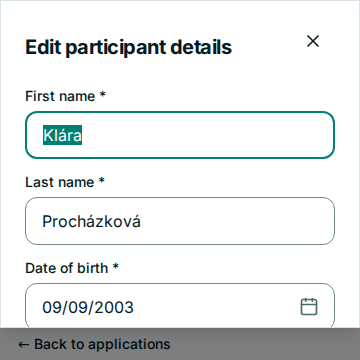 Edit participant details
First name *
Klára
Last name *
Procházková
Date of birth *
09/09/2003
← Back to applications